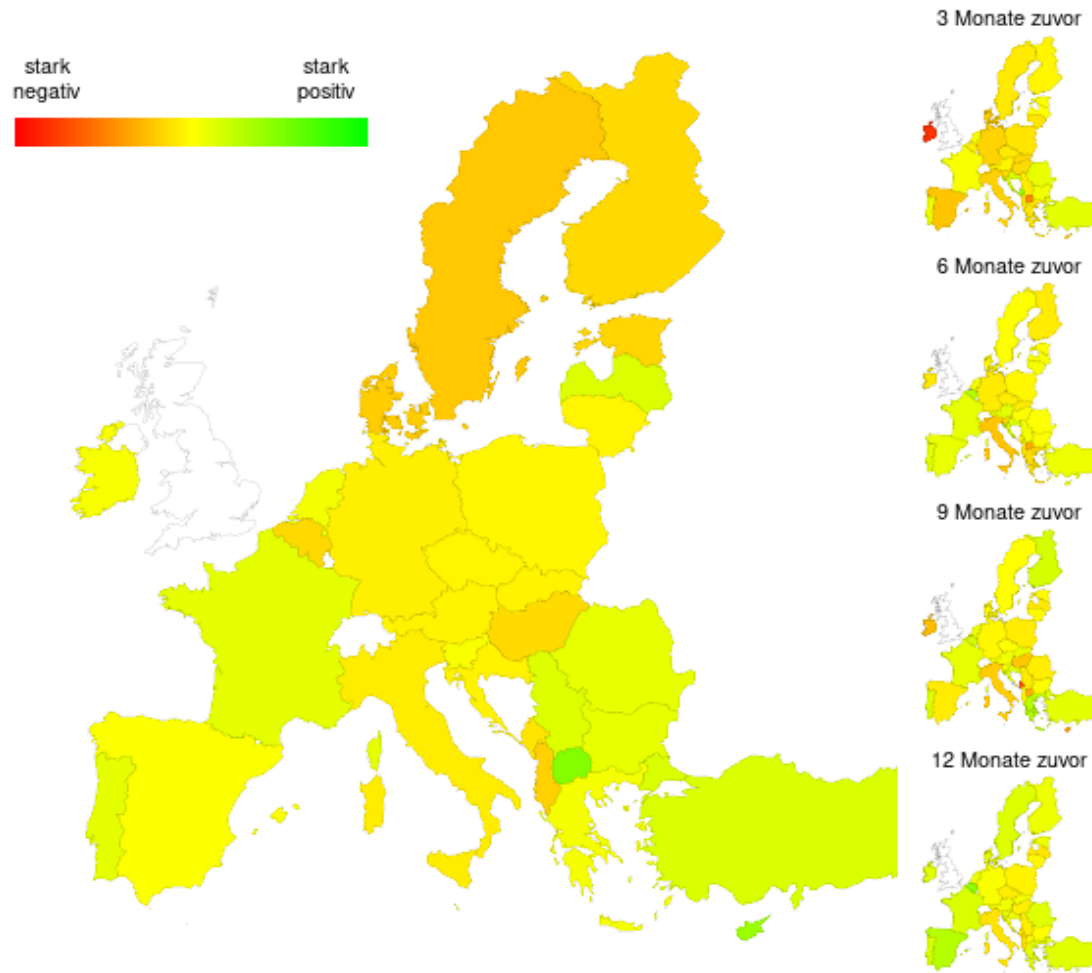 stark
negativ
stark
positiv
3 Monate zuvor
6 Monate zuvor
9 Monate zuvor
12 Monate zuvor